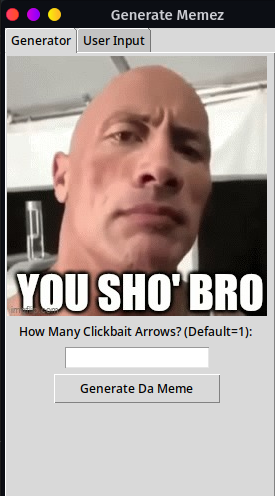 Generate Memez
Generator
User Input
YOU SHO' BRO
How Many Clickbait Arrows? (Default=1):
Generate Da Meme